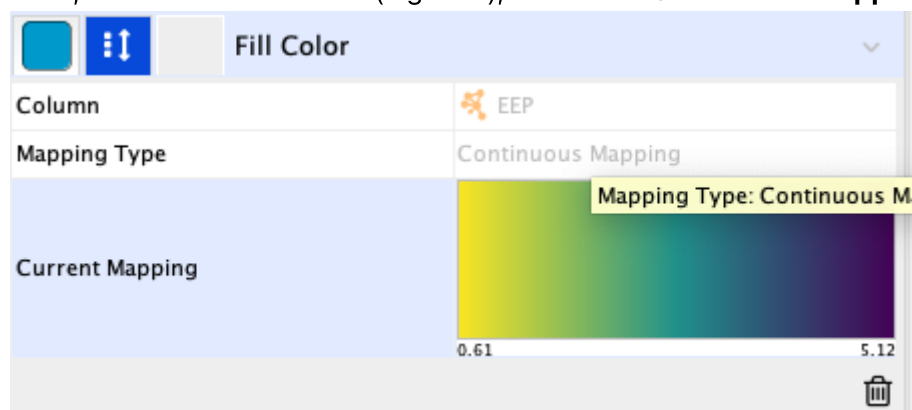 Fill Color
Column
EEP
Mapping Type
Continuous Mapping
Mapping Type: Continuous M
Current Mapping
0.61
5.12